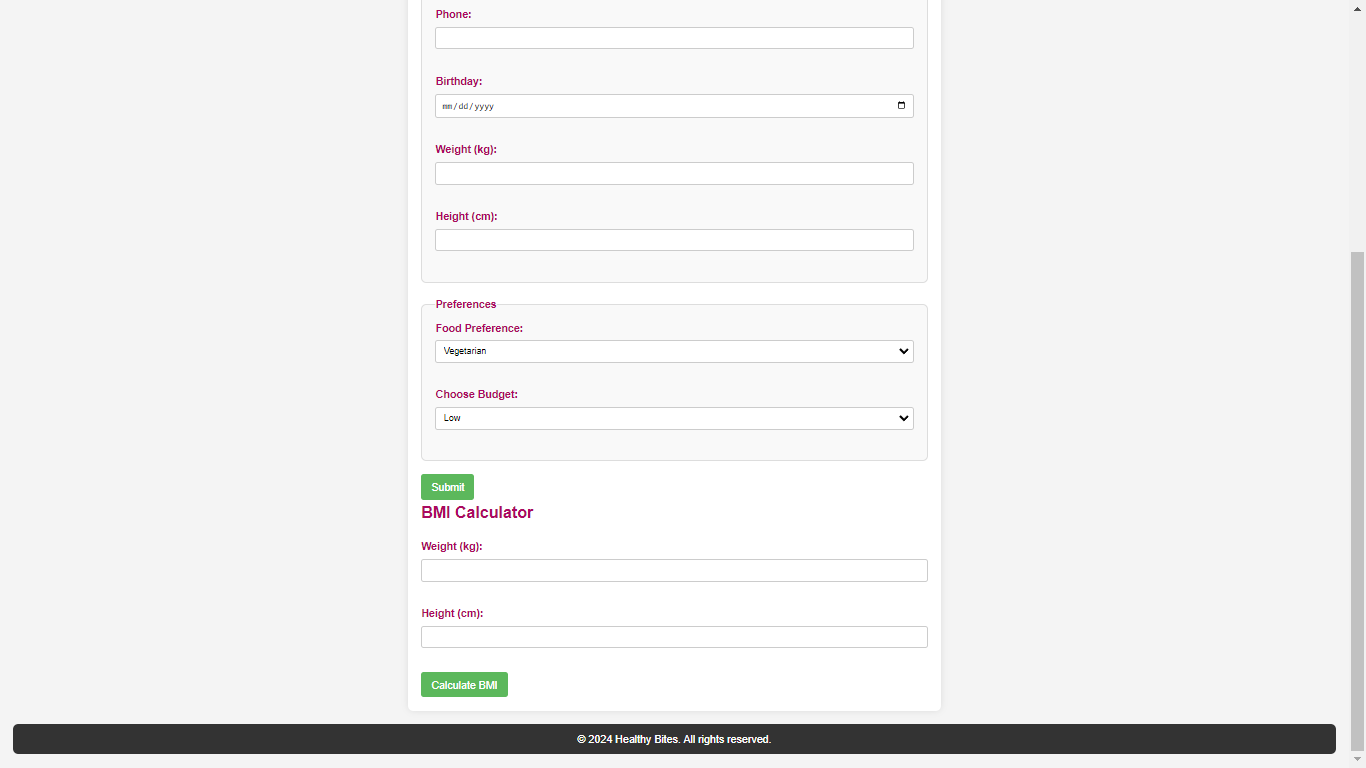 Phone:
Birthday:
mm/dd/yyyy
Weight (kg):
Height (cm):
Preferences
Food Preference:
Vegetarian
Choose Budget:
Low
Submit
BMI Calculator
Weight (kg):
Height (cm):
Calculate BMI
© 2024 Healthy Bites. All rights reserved.